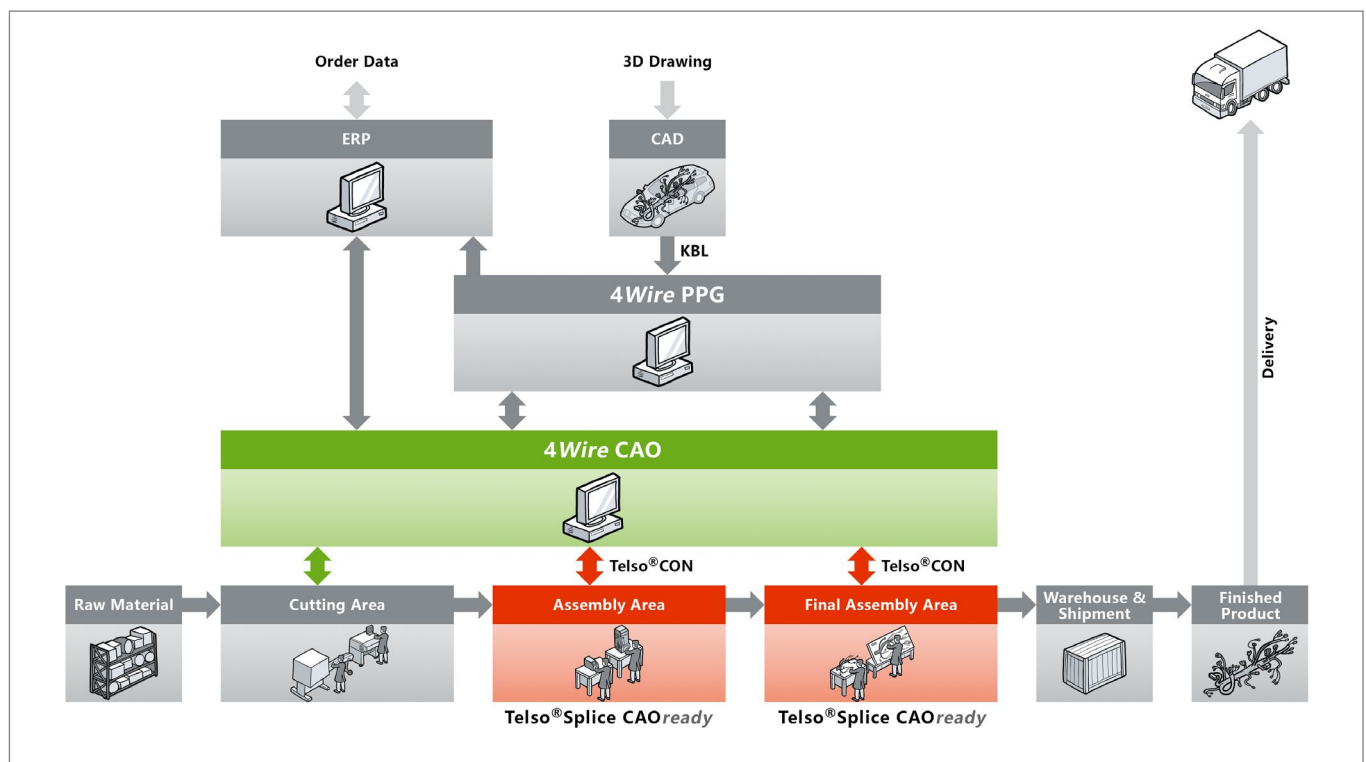 Order Data
3D Drawing
ERP
CAD
KBL
4Wire PPG
Delivery
4Wire CAO
Telso®CON
Telso®CON
Raw Material
Cutting Area
Assembly Area
Final Assembly Area
Warehouse &
Shipment
Finished
Product
Telso®Splice CAOready
Telso®Splice CAOready